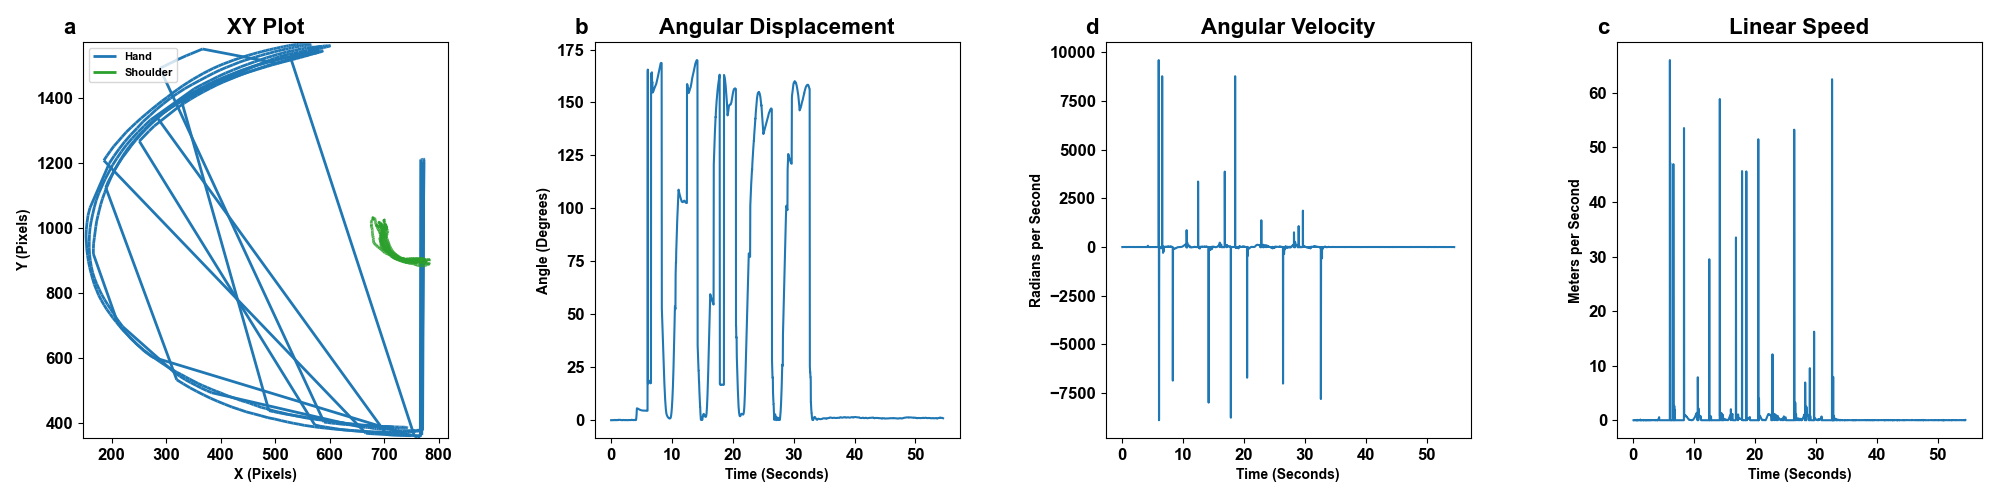 a XY Plot
Hand
Shoulder
1400
1200
1000
800
600
400
Y (Pixels)
200 300 400 500 600 700 800
X (Pixels)
b Angular Displacement
175
150
125
100
75
50
25
0
Angle (Degrees)
0 10 20 30 40 50
Time (Seconds)
d Angular Velocity
10000
7500
5000
2500
0
−2500
−5000
−7500
Radians per Second
0 10 20 30 40 50
Time (Seconds)
c Linear Speed
60
50
40
30
20
10
0
Meters per Second
0 10 20 30 40 50
Time (Seconds)